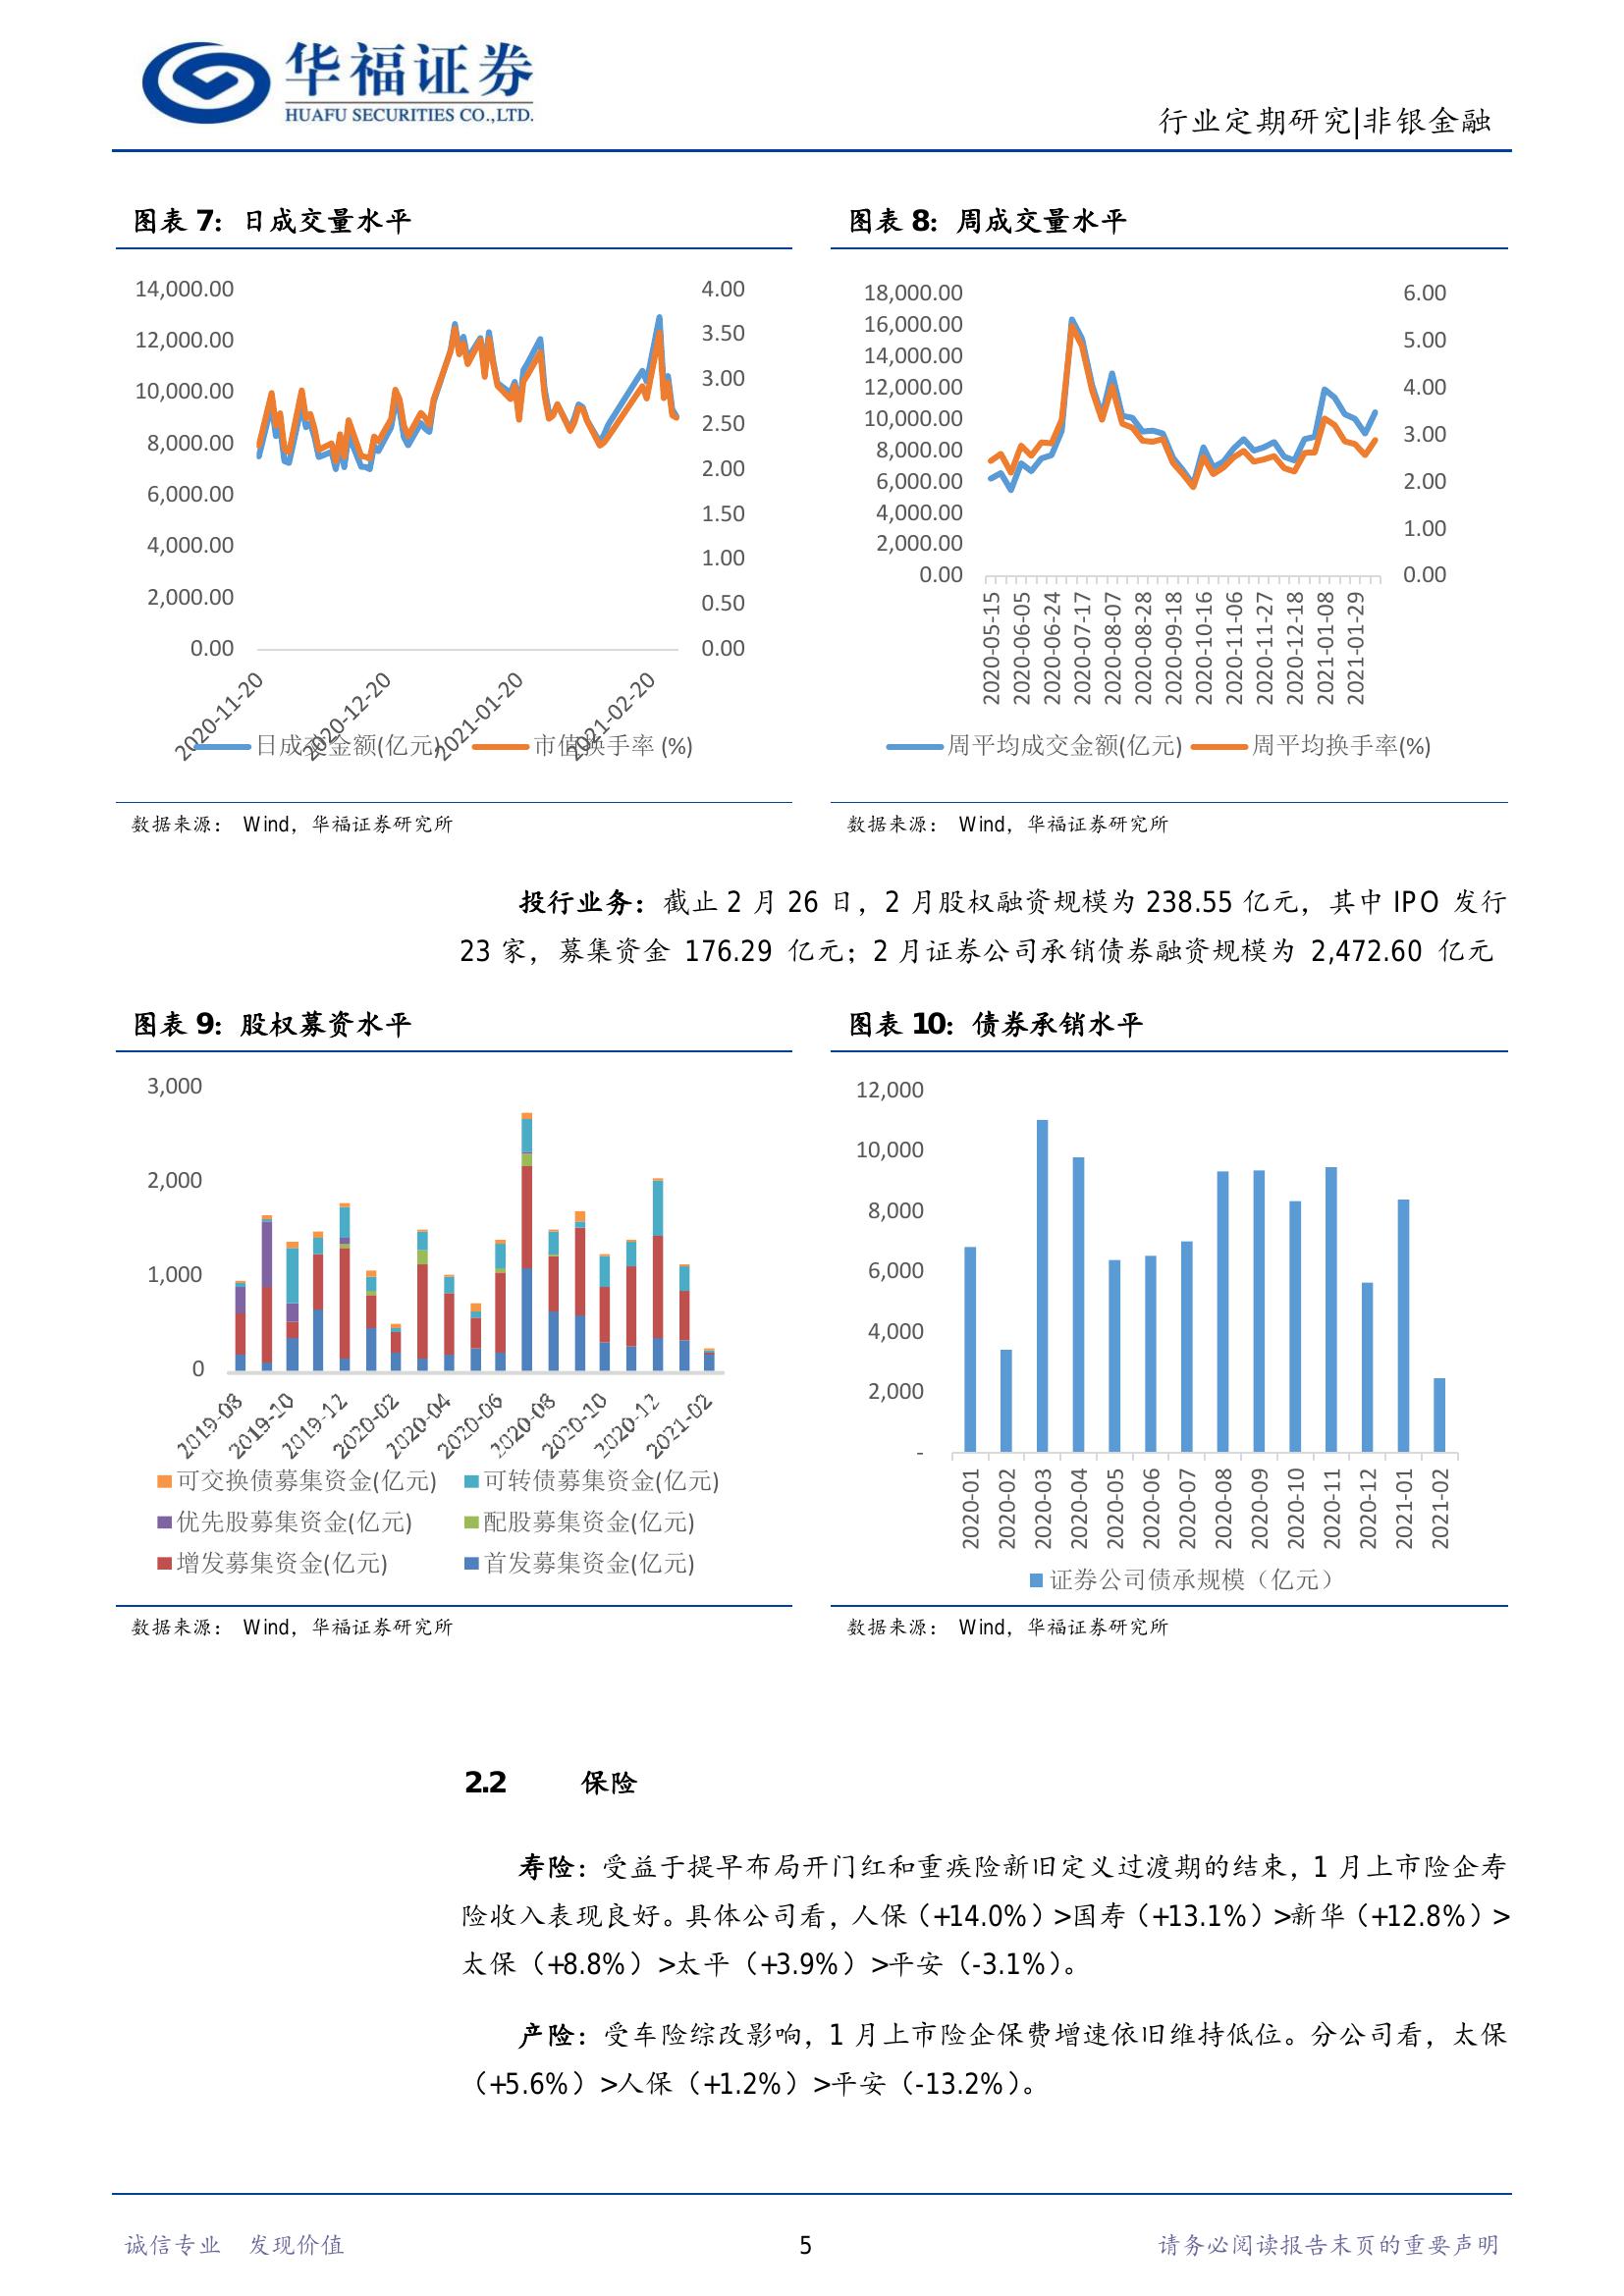 华福证券
HUAFU SECURITIES CO.,LTD.
行业定期研究|非银金融
图表 7：日成交量水平
14,000.00
12,000.00
10,000.00
8,000.00
6,000.00
4,000.00
2,000.00
0.00
4.00
3.50
3.00
2.50
2.00
1.50
1.00
0.50
0.00
2020-11-20
2020-12-20
2021-01-20
2021-02-20
日成交金额(亿元)
市值换手率 (%)
数据来源： Wind，华福证券研究所
图表 8：周成交量水平
18,000.00
16,000.00
14,000.00
12,000.00
10,000.00
8,000.00
6,000.00
4,000.00
2,000.00
0.00
6.00
5.00
4.00
3.00
2.00
1.00
0.00
2020-05-15
2020-06-05
2020-06-24
2020-07-17
2020-08-07
2020-08-28
2020-09-18
2020-10-16
2020-11-06
2020-11-27
2020-12-18
2021-01-08
2021-01-29
周平均成交金额(亿元)
周平均换手率(%)
数据来源： Wind，华福证券研究所
投行业务：截止 2 月 26 日，2 月股权融资规模为 238.55 亿元，其中 IPO 发行
23 家，募集资金 176.29 亿元；2 月证券公司承销债券融资规模为 2,472.60 亿元
图表 9：股权募资水平
3,000
2,000
1,000
0
2019-08
2019-10
2019-12
2020-02
2020-04
2020-06
2020-08
2020-10
2020-12
2021-02
可交换债募集资金(亿元)
可转债募集资金(亿元)
优先股募集资金(亿元)
配股募集资金(亿元)
增发募集资金(亿元)
首发募集资金(亿元)
数据来源： Wind，华福证券研究所
图表 10：债券承销水平
12,000
10,000
8,000
6,000
4,000
2,000
-
2020-01
2020-02
2020-03
2020-04
2020-05
2020-06
2020-07
2020-08
2020-09
2020-10
2020-11
2020-12
2021-01
2021-02
证券公司债承规模（亿元）
数据来源： Wind，华福证券研究所
2.2 保险
寿险：受益于提早布局开门红和重疾险新旧定义过渡期的结束，1 月上市险企寿
险收入表现良好。具体公司看，人保（+14.0%）>国寿（+13.1%）>新华（+12.8%）>
太保（+8.8%）>太平（+3.9%）>平安（-3.1%）。
产险：受车险综改影响，1 月上市险企保费增速依旧维持低位。分公司看，太保
（+5.6%）>人保（+1.2%）>平安（-13.2%）。
诚信专业 发现价值
5
请务必阅读报告末页的重要声明